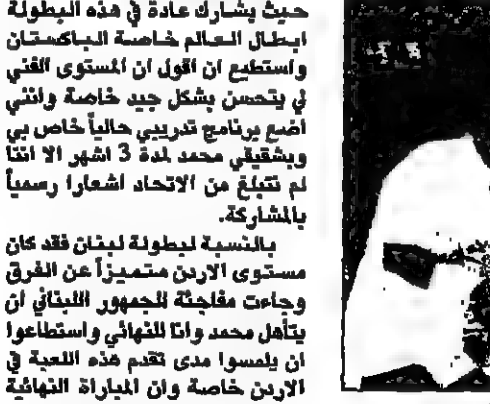 حيث يشارك عادة في هذه البطولة
ابطال العالم خاصة الباكستان
واستطيع ان اقول ان المستوى الفني
لي يتحسن بشكل جيد خاصة وانني
اضع برنامج تدريبي حالياً خاص بي
وبشقيقي محمد لمدة 3 اشهر الا اننا
لم نتبلغ من الاتحاد اشعارا رسمياً
بالمشاركة.
بالنسبة لبطولة لبنان فقد كان
مستوى الاردن متميزاً عن الفرق
وجاءت مفاجئة للجمهور اللبناني ان
يتأهل محمد وانا للنهائي واستطاعوا
ان يلمسوا مدى تقدم هذه اللعبة في
الاردن خاصة وان المباراة النهائية